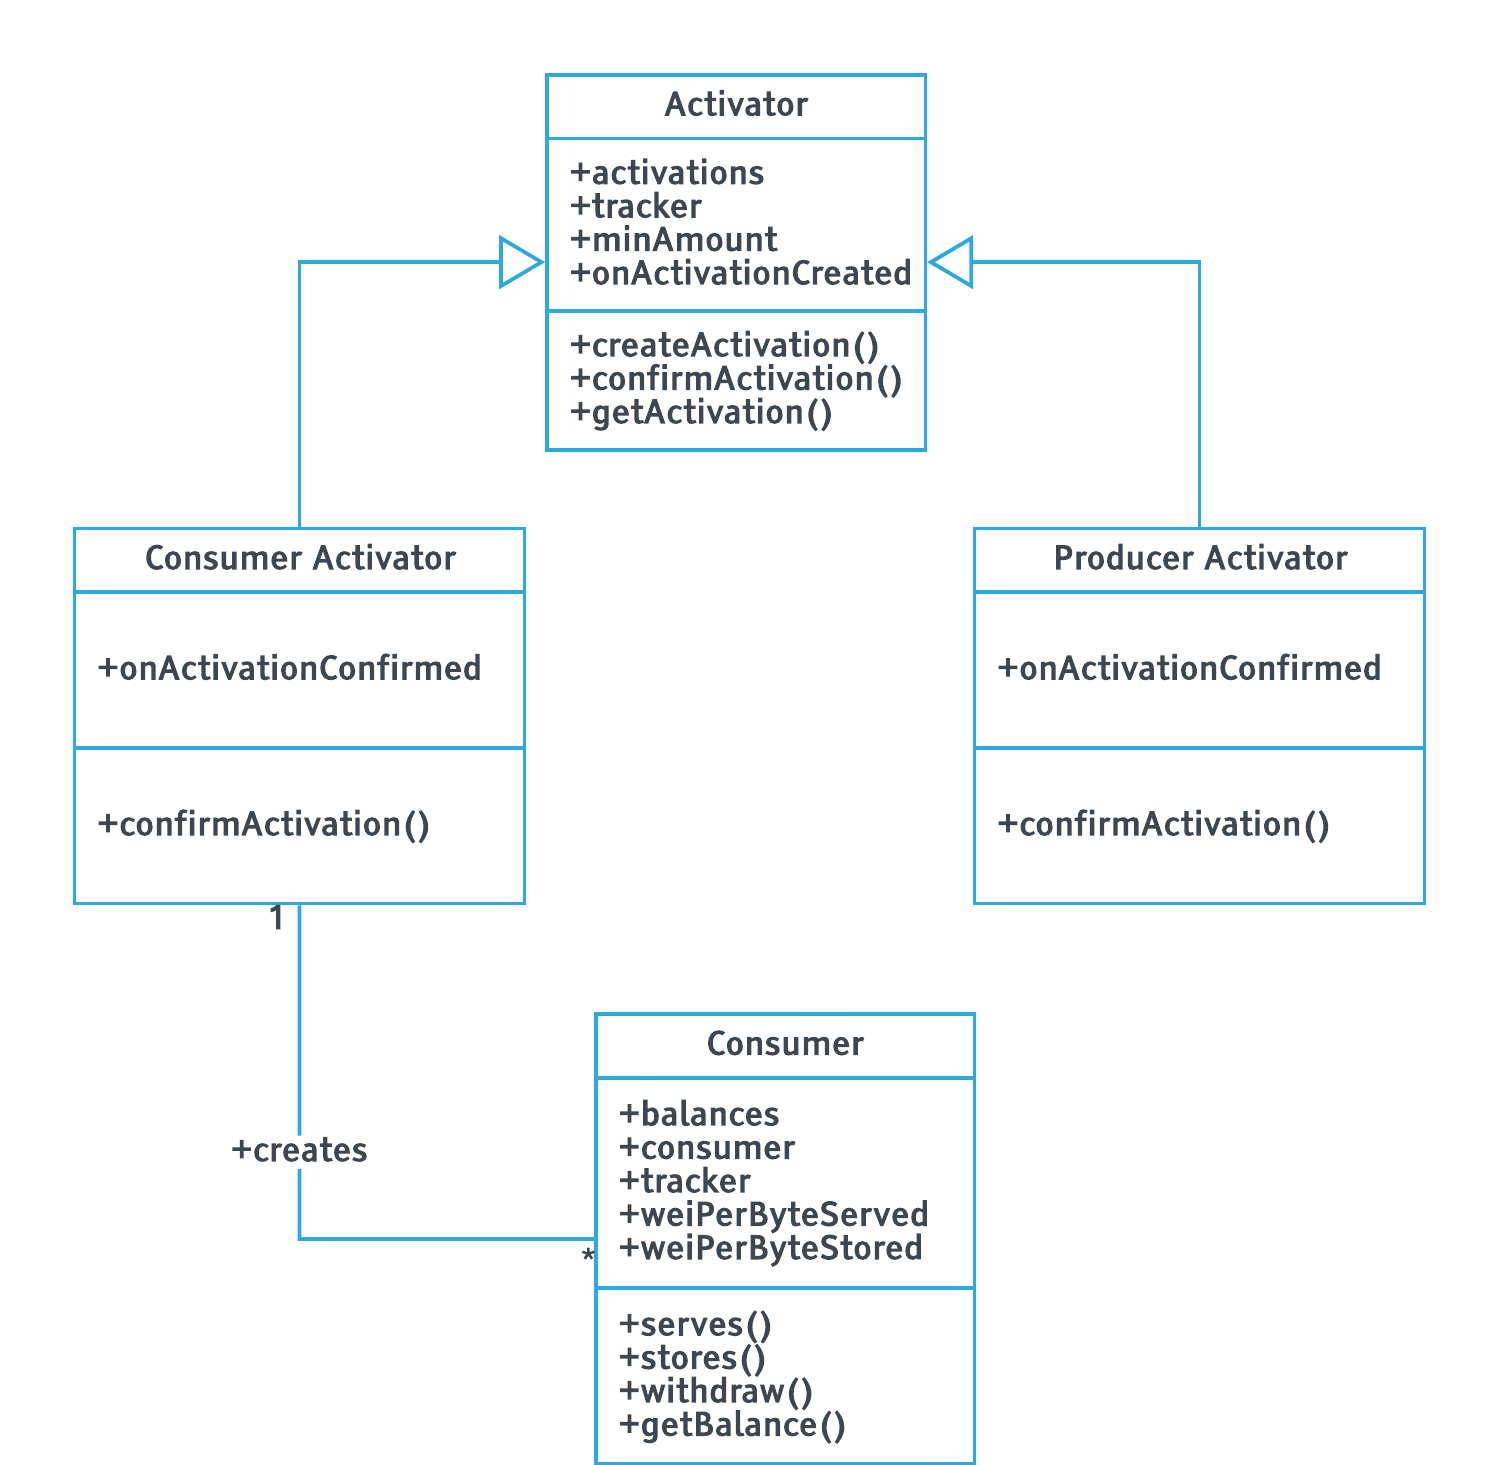 Activator
+activations
+tracker
+minAmount
+onActivationCreated
+createActivation()
+confirmActivation()
+getActivation()
Consumer Activator
+onActivationConfirmed
+confirmActivation()
Producer Activator
+onActivationConfirmed
+confirmActivation()
1
+creates
*
Consumer
+balances
+consumer
+tracker
+weiPerByteServed
+weiPerByteStored
+serves()
+stores()
+withdraw()
+getBalance()